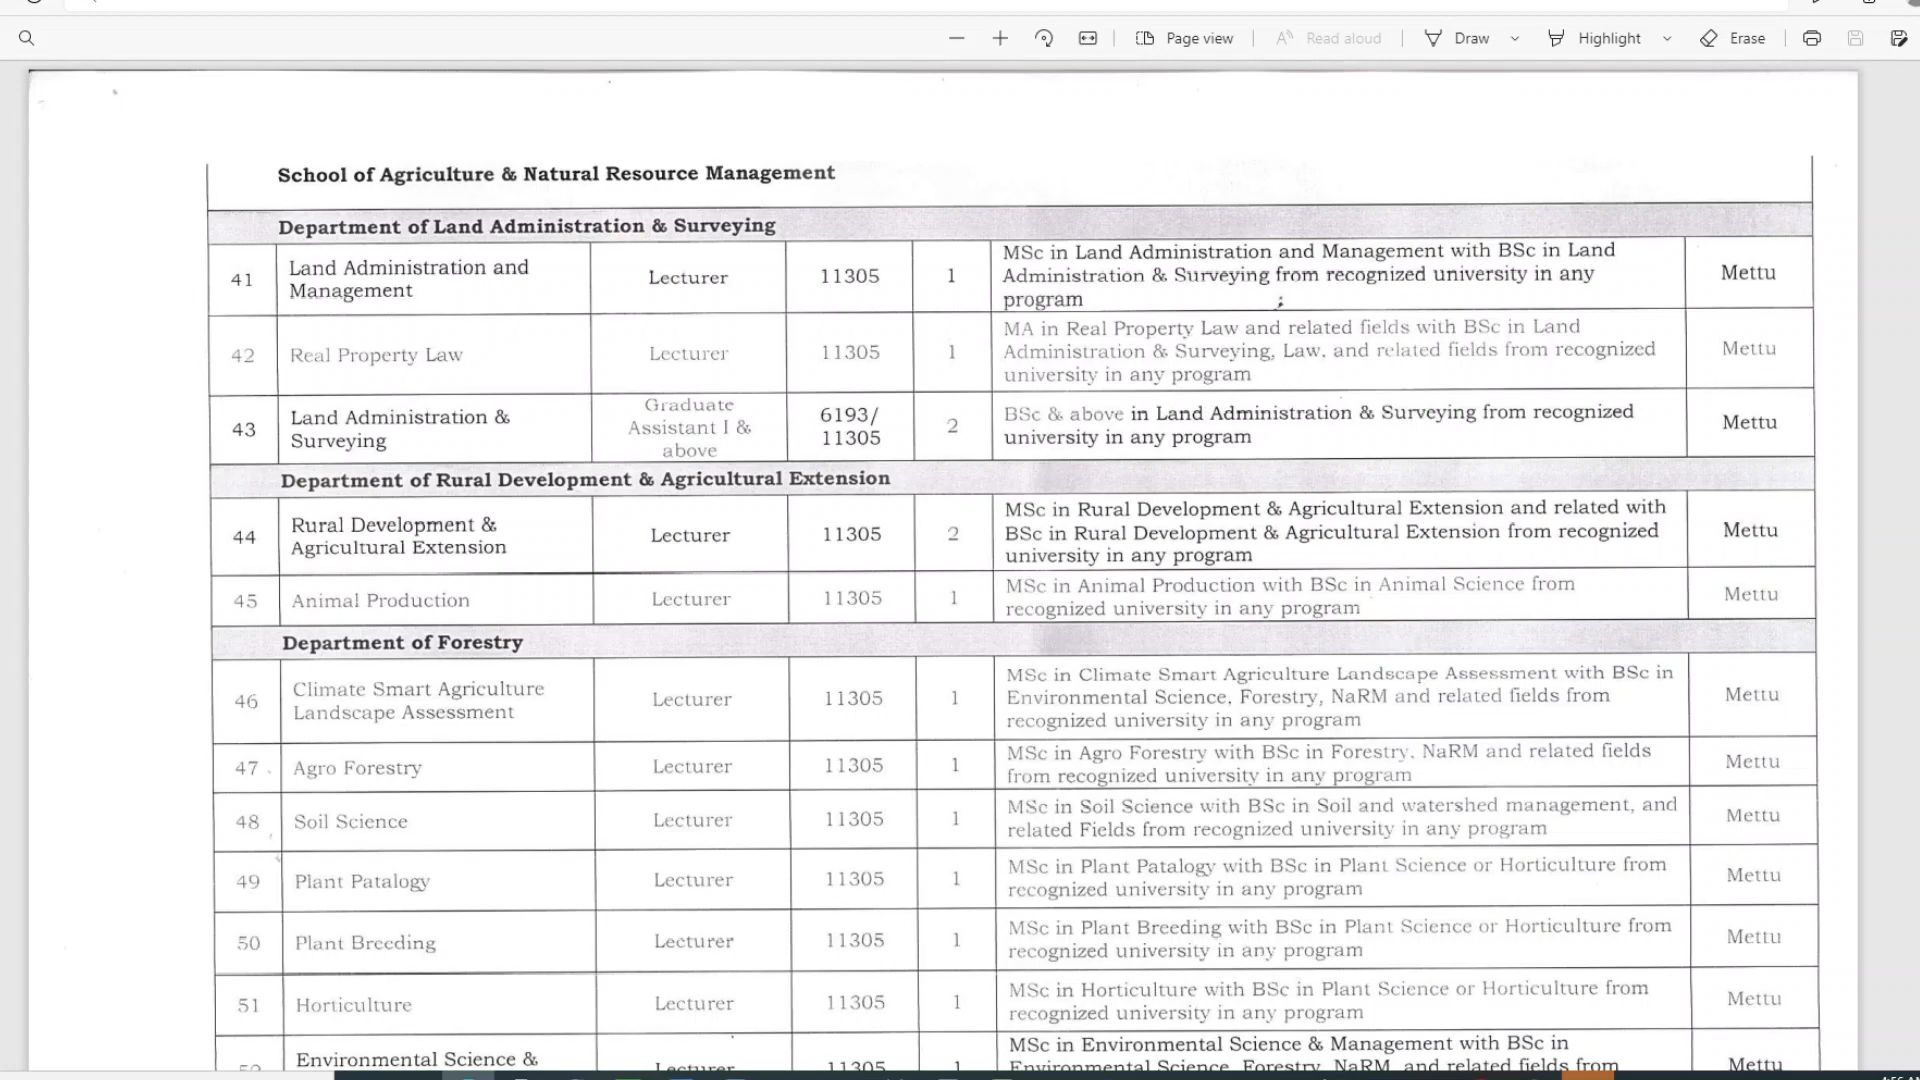 Page view
Read aloud
Draw
Highlight
Erase
School of Agriculture & Natural Resource Management
Department of Land Administration & Surveying
41 Land Administration and Management Lecturer 11305 1 MSc in Land Administration and Management with BSc in Land Administration & Surveying from recognized university in any program Mettu
42 Real Property Law Lecturer 11305 1 MA in Real Property Law and related fields with BSc in Land Administration & Surveying, Law. and related fields from recognized university in any program Mettu
43 Land Administration & Surveying Graduate Assistant I & above 6193/ 11305 2 BSc & above in Land Administration & Surveying from recognized university in any program Mettu
Department of Rural Development & Agricultural Extension
44 Rural Development & Agricultural Extension Lecturer 11305 2 MSc in Rural Development & Agricultural Extension and related with BSc in Rural Development & Agricultural Extension from recognized university in any program Mettu
45 Animal Production Lecturer 11305 1 MSc in Animal Production with BSc in Animal Science from recognized university in any program Mettu
Department of Forestry
46 Climate Smart Agriculture Landscape Assessment Lecturer 11305 1 MSc in Climate Smart Agriculture Landscape Assessment with BSc in Environmental Science, Forestry, NaRM and related fields from recognized university in any program Mettu
47 Agro Forestry Lecturer 11305 1 MSc in Agro Forestry with BSc in Forestry. NaRM and related fields from recognized university in any program Mettu
48 Soil Science Lecturer 11305 1 MSc in Soil Science with BSc in Soil and watershed management, and related Fields from recognized university in any program Mettu
49 Plant Patalogy Lecturer 11305 1 MSc in Plant Patalogy with BSc in Plant Science or Horticulture from recognized university in any program Mettu
50 Plant Breeding Lecturer 11305 1 MSc in Plant Breeding with BSc in Plant Science or Horticulture from recognized university in any program Mettu
51 Horticulture Lecturer 11305 1 MSc in Horticulture with BSc in Plant Science or Horticulture from recognized university in any program Mettu
Environmental Science & Lecturer 11305 1 MSc in Environmental Science & Management with BSc in Environmental Science, Forestry, NaRM and related fields from Mettu